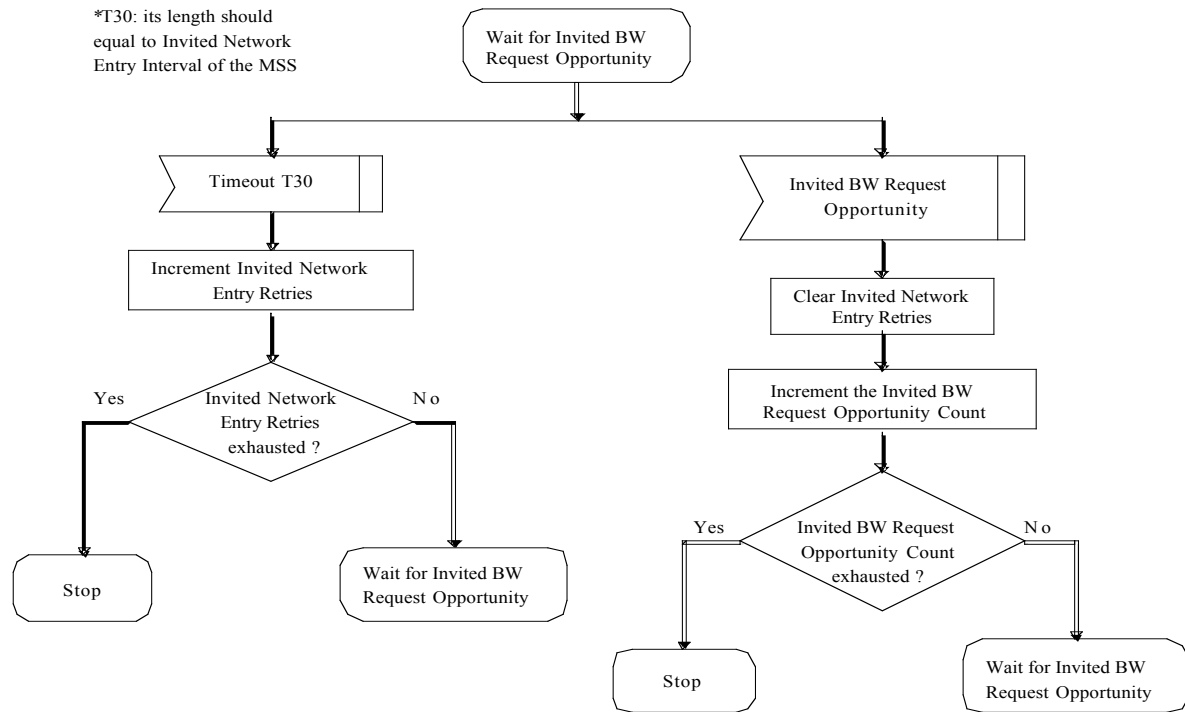 *T30: its length should
equal to Invited Network
Entry Interval of the MSS
Wait for Invited BW
Request Opportunity
Timeout T30
Increment Invited Network
Entry Retries
Yes
Invited Network
Entry Retries
exhausted ?
No
Stop
Wait for Invited BW
Request Opportunity
Invited BW Request
Opportunity
Clear Invited Network
Entry Retries
Increment the Invited BW
Request Opportunity Count
Yes
Invited BW Request
Opportunity Count
exhausted ?
No
Stop
Wait for Invited BW
Request Opportunity